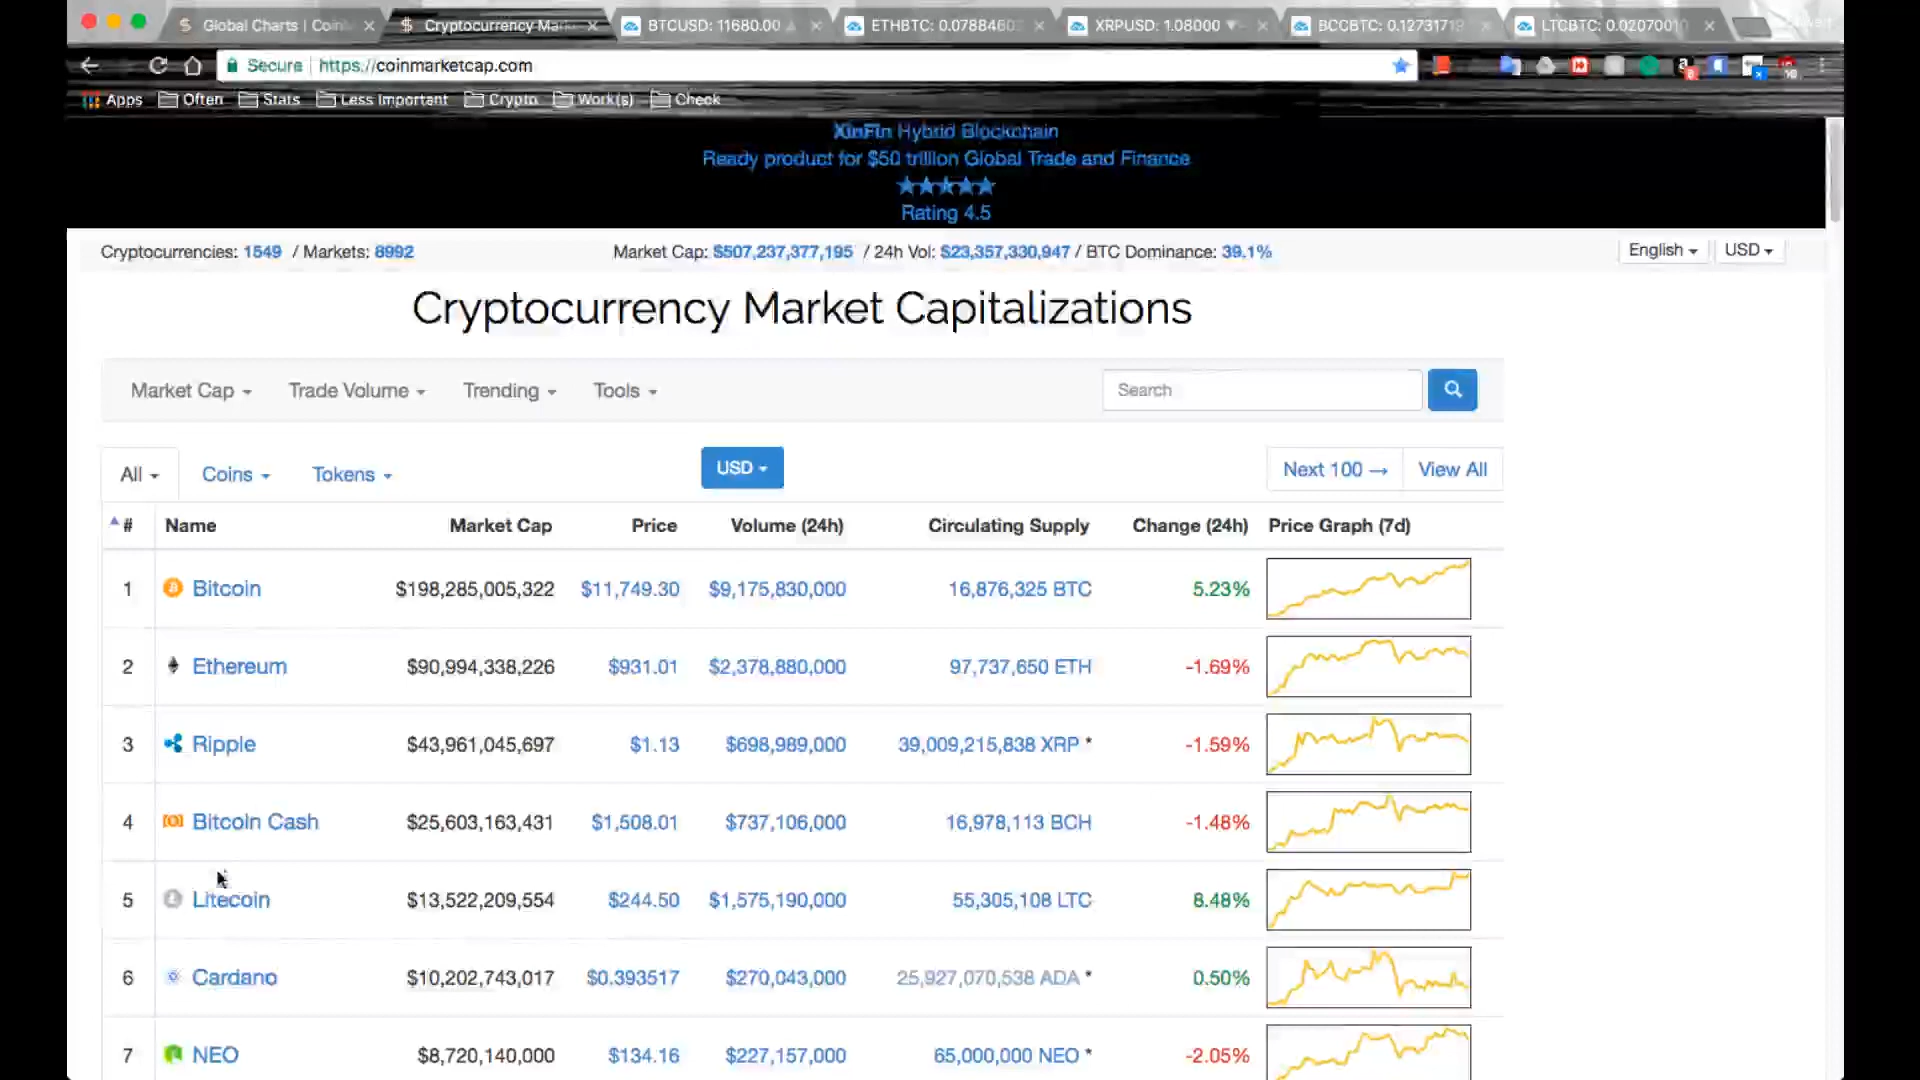 Global Charts | Coin
Cryptocurrency Ma
BTCUSD: 11680.00
ETHBTC: 0.0788460
XRPUSD: 1.08000
BCCBTC: 0.1273171
LTCBTC: 0.0207001
Secure https://coinmarketcap.com
Apps Often Stats Less Important Crypto Work(s) Check
XinFin Hybrid Blockchain
Ready product for $50 trillion Global Trade and Finance
★★★★★
Rating 4.5
Cryptocurrencies: 1549 / Markets: 8992 Market Cap: $507,237,377,195 / 24h Vol: $23,357,330,947 / BTC Dominance: 39.1% English USD
Cryptocurrency Market Capitalizations
Market Cap Trade Volume Trending Tools Search
All Coins Tokens USD Next 100 → View All
# Name Market Cap Price Volume (24h) Circulating Supply Change (24h) Price Graph (7d)
1 Bitcoin $198,285,005,322 $11,749.30 $9,175,830,000 16,876,325 BTC 5.23%
2 Ethereum $90,994,338,226 $931.01 $2,378,880,000 97,737,650 ETH -1.69%
3 Ripple $43,961,045,697 $1.13 $698,989,000 39,009,215,838 XRP * -1.59%
4 Bitcoin Cash $25,603,163,431 $1,508.01 $737,106,000 16,978,113 BCH -1.48%
5 Litecoin $13,522,209,554 $244.50 $1,575,190,000 55,305,108 LTC 8.48%
6 Cardano $10,202,743,017 $0.393517 $270,043,000 25,927,070,538 ADA * 0.50%
7 NEO $8,720,140,000 $134.16 $227,157,000 65,000,000 NEO * -2.05%